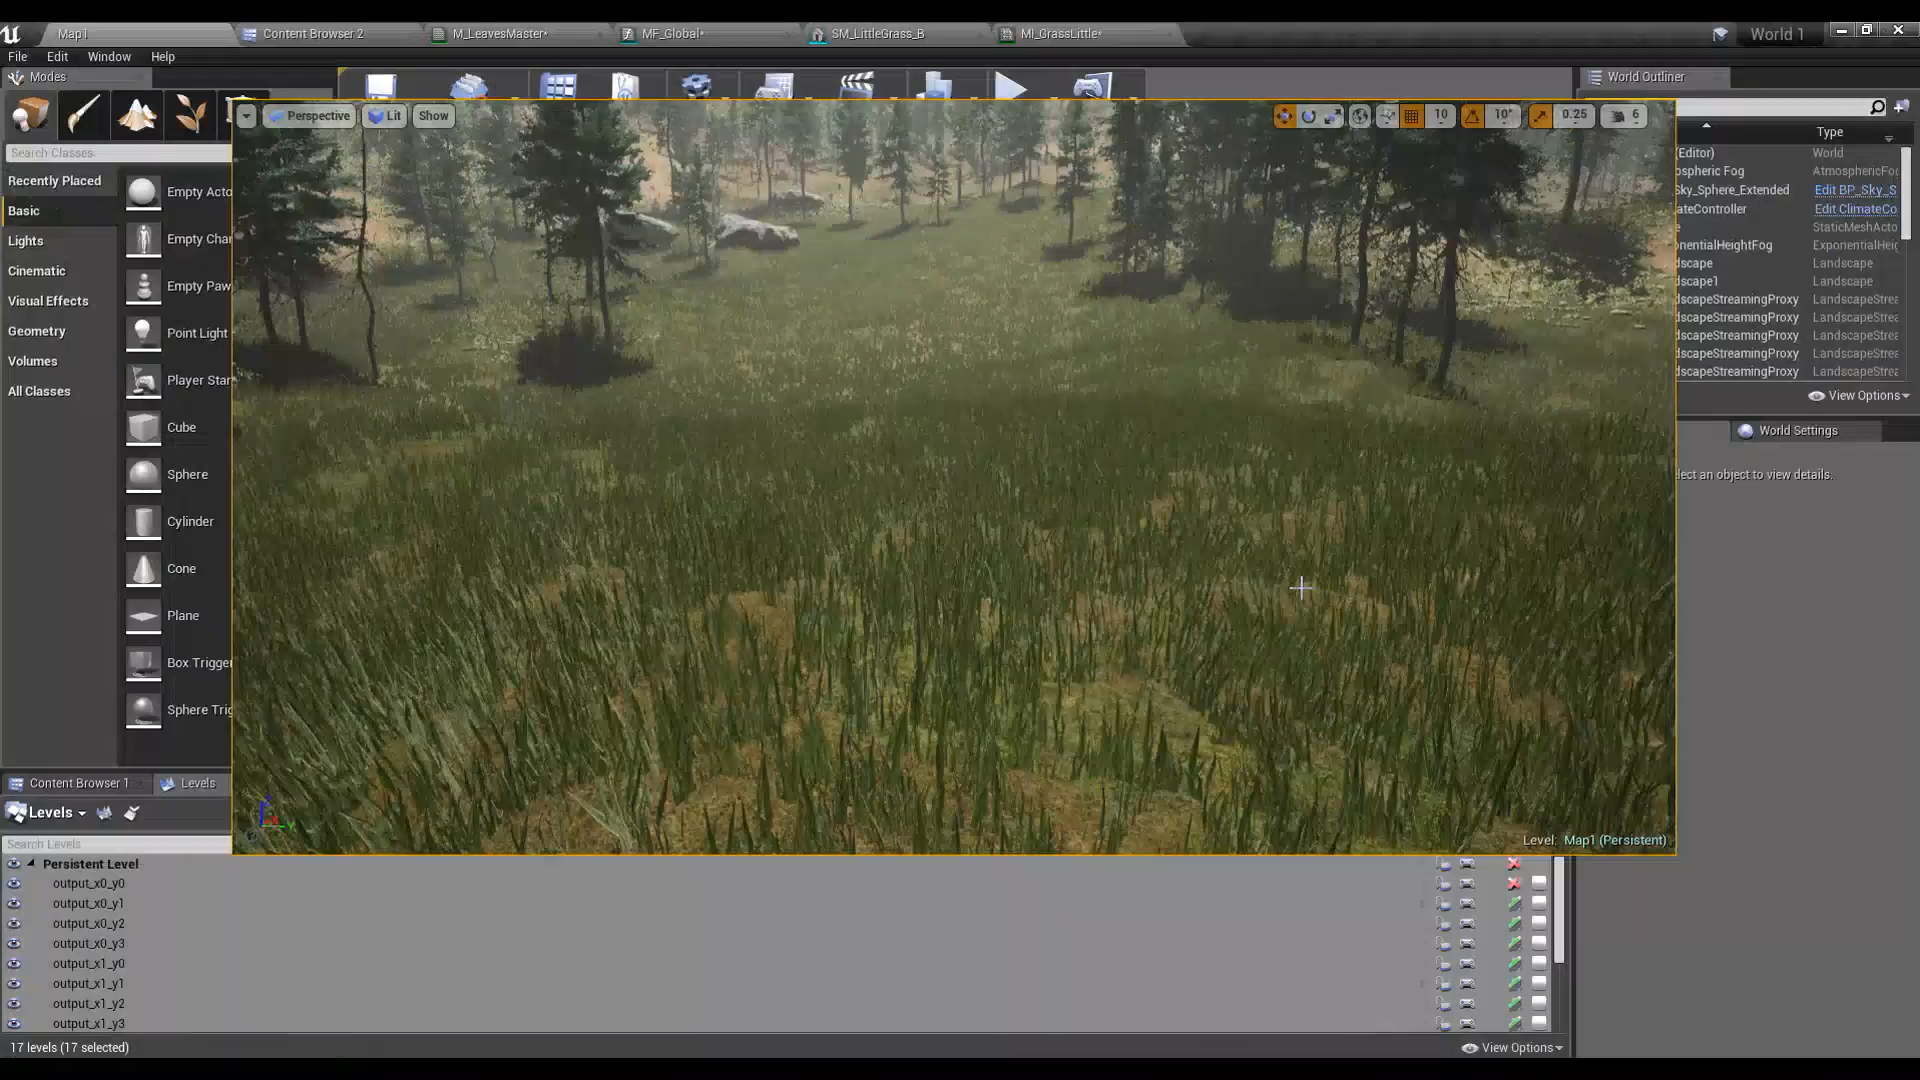 Map1
Content Browser 2
M_LeavesMaster*
MF_Global*
SM_LittleGrass_B
MI_GrassLittle*
World 1
File
Edit
Window
Help
Modes
World Outliner
Perspective
Lit
Show
10
10°
0.25
6
Search Classes
Recently Placed
Basic
Lights
Cinematic
Visual Effects
Geometry
Volumes
All Classes
Empty Acto
Empty Char
Empty Paw
Point Light
Player Star
Cube
Sphere
Cylinder
Cone
Plane
Box Trigge
Sphere Trig
Type
(Editor) World
ospheric Fog AtmosphericFo
Sky_Sphere_Extended Edit BP_Sky_S
ateController Edit ClimateCo
e StaticMeshActo
onentialHeightFog ExponentialHeig
dscape Landscape
dscape1 Landscape
dscapeStreamingProxy LandscapeStrea
dscapeStreamingProxy LandscapeStrea
dscapeStreamingProxy LandscapeStrea
dscapeStreamingProxy LandscapeStrea
dscapeStreamingProxy LandscapeStrea
View Options
World Settings
lect an object to view details.
Level: Map1 (Persistent)
Content Browser 1
Levels
Levels
Search Levels
Persistent Level
output_x0_y0
output_x0_y1
output_x0_y2
output_x0_y3
output_x1_y0
output_x1_y1
output_x1_y2
output_x1_y3
17 levels (17 selected)
View Options